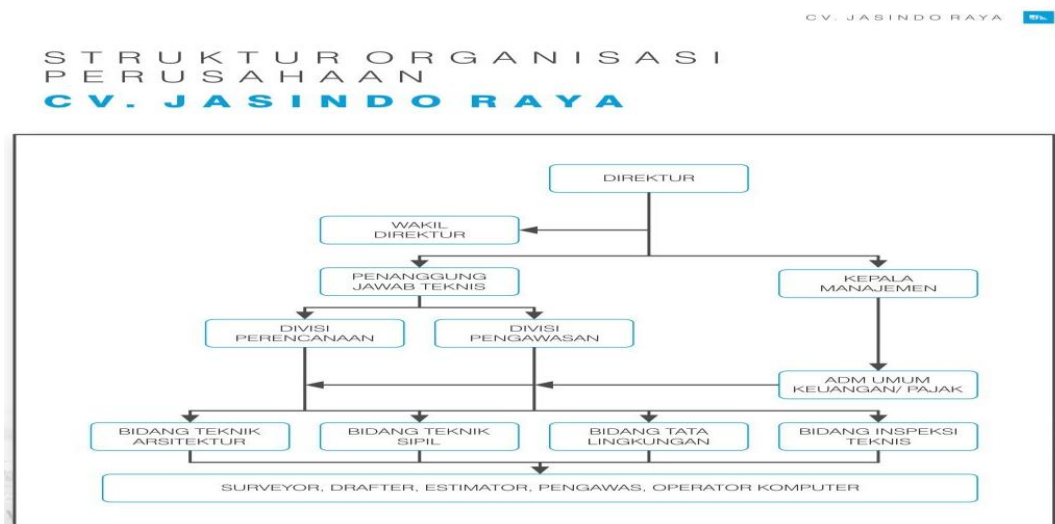 CV. JASINDO RAYA
STRUKTUR ORGANISASI
PERUSAHAAN
CV. JASINDO RAYA
DIREKTUR
WAKIL
DIREKTUR
PENANGGUNG
JAWAB TEKNIS
KEPALA
MANAJEMEN
DIVISI
PERENCANAAN
DIVISI
PENGAWASAN
ADM UMUM
KEUANGAN/ PAJAK
BIDANG TEKNIK
ARSITEKTUR
BIDANG TEKNIK
SIPIL
BIDANG TATA
LINGKUNGAN
BIDANG INSPEKSI
TEKNIS
SURVEYOR, DRAFTER, ESTIMATOR, PENGAWAS, OPERATOR KOMPUTER